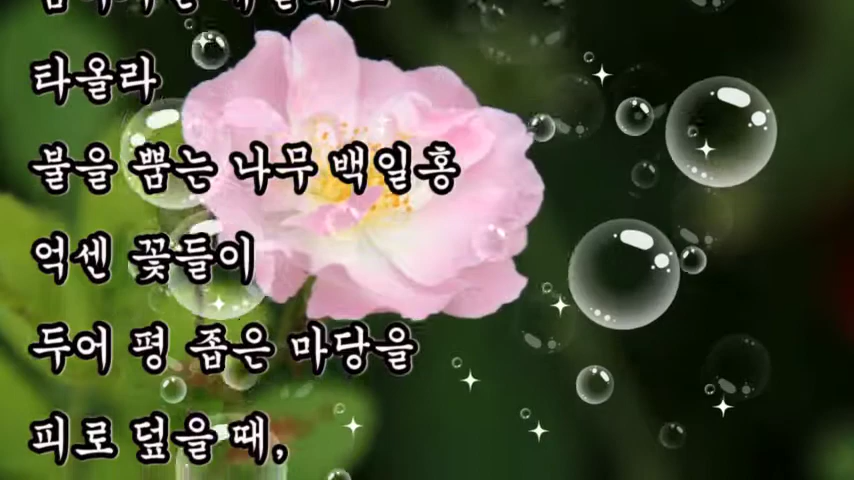 타올라
불을 뿜는 나무 백일홍
억센 꽃들이
두어 평 좁은 마당을
피로 덮을 때,